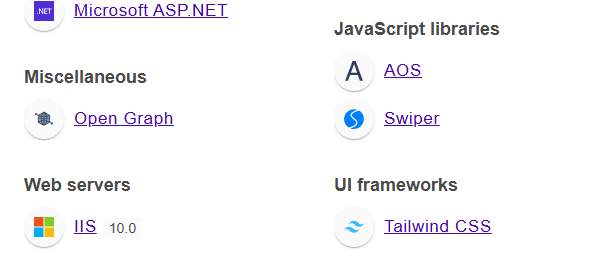 Microsoft ASP.NET
Miscellaneous
Open Graph
Web servers
IIS 10.0
JavaScript libraries
A AOS
Swiper
UI frameworks
Tailwind CSS